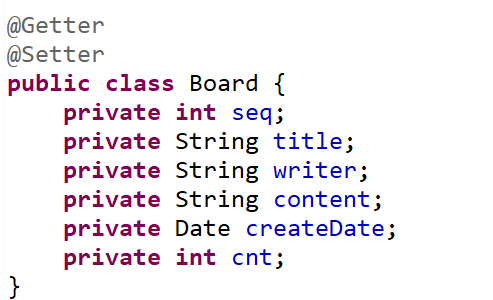 @Getter
@Setter
public class Board {
    private int seq;
    private String title;
    private String writer;
    private String content;
    private Date createDate;
    private int cnt;
}